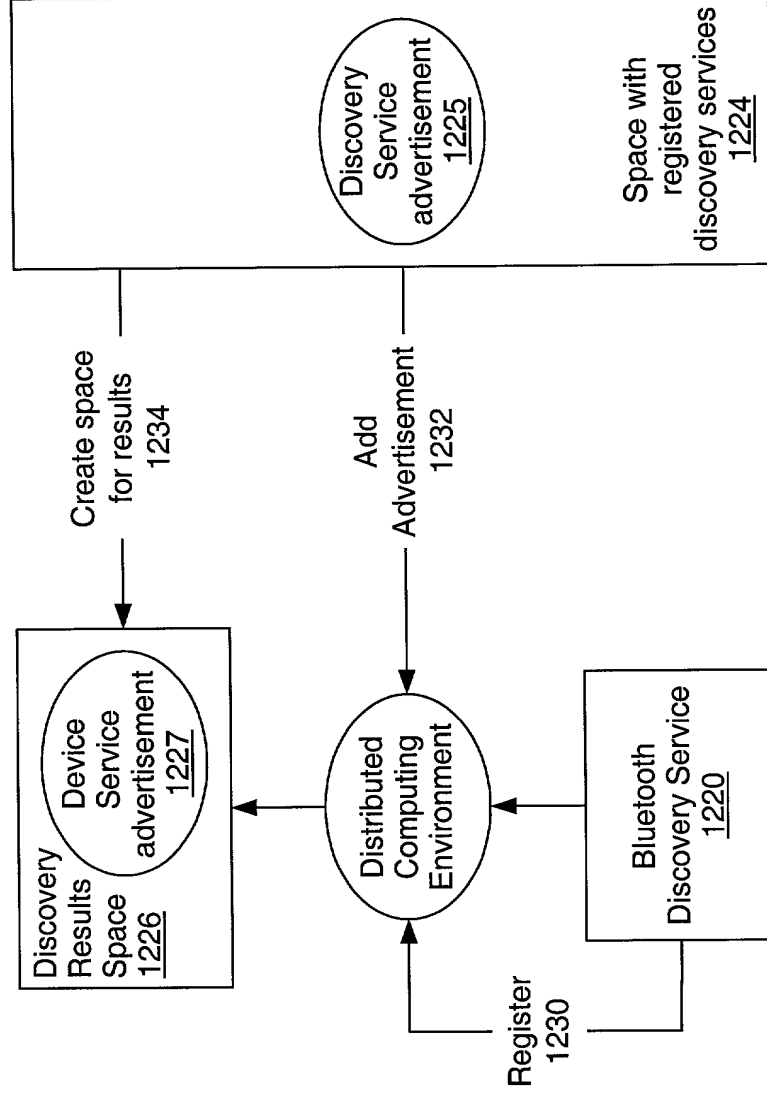 Discovery
Results
Space
1226
Device
Service
advertisement
1227
Create space
for results
1234
Discovery
Service
advertisement
1225
Space with
registered
discovery services
1224
Distributed
Computing
Environment
Add
Advertisement
1232
Register
1230
Bluetooth
Discovery Service
1220